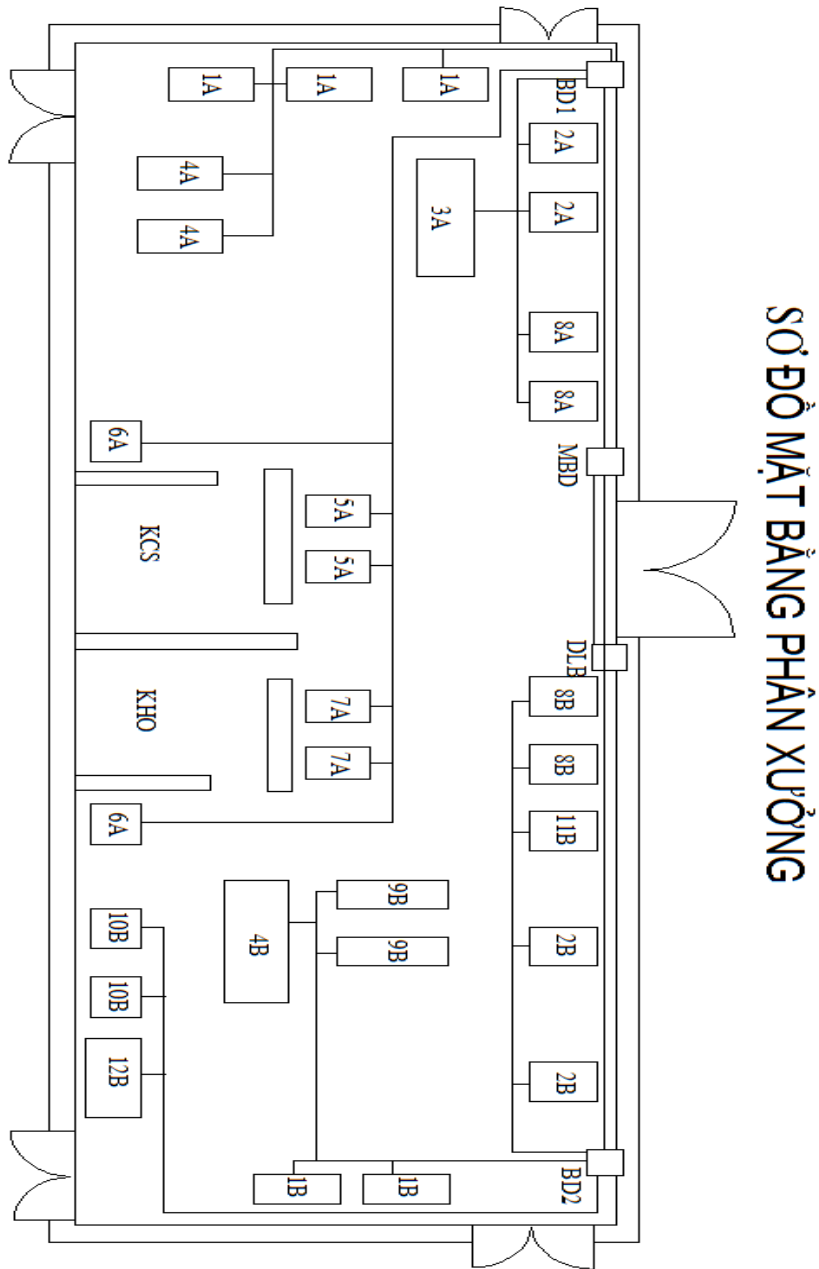 SƠ ĐỒ MẶT BẰNG PHÂN XƯỞNG
BD1
2A
2A
8A
8A
MBD
DLB
8B
8B
11B
2B
2B
BD2
1A
3A
9B
9B
1B
1A
5A
5A
7A
7A
1B
1A
4A
4A
4B
6A
KCS
KHO
6A
10B
10B
12B